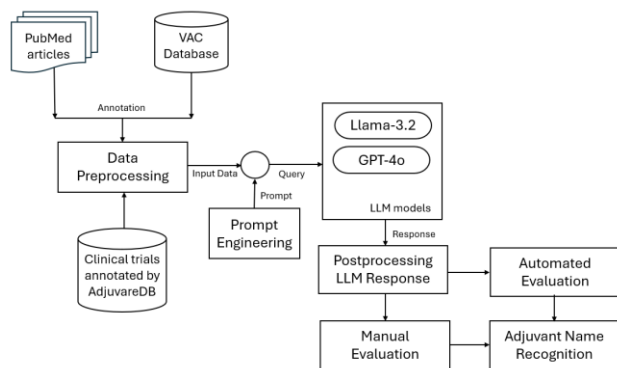 PubMed
articles
VAC
Database
Annotation
Data
Preprocessing
Input Data
Query
Prompt
Prompt
Engineering
Clinical trials
annotated by
AdjuvareDB
Llama-3.2
GPT-4o
LLM models
Response
Postprocessing
LLM Response
Automated
Evaluation
Manual
Evaluation
Adjuvant Name
Recognition